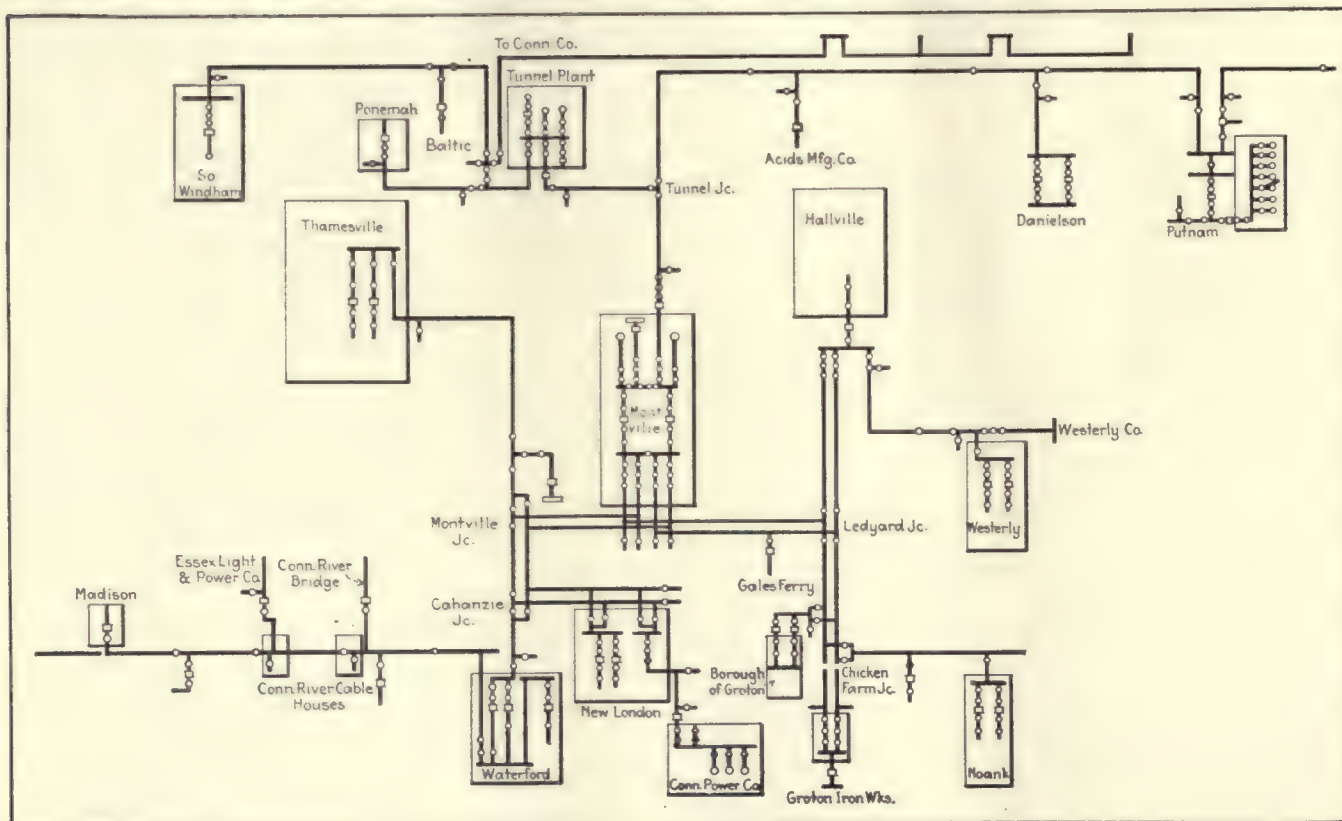 To Conn. Co.
Tunnel Plant
Ponemah
Baltic
So
Windham
Acids Mfg. Co.
Tunnel Jc.
Danielson
Putnam
Thamesville
Hallville
Mont
ville
Westerly Co.
Westerly
Montville
Jc.
Ledyard Jc.
Essex Light
& Power Co.
Conn. River
Bridge
Gales Ferry
Madison
Cahanzie
Jc.
Conn. River Cable
Houses
Borough
of Groton
Chicken
Farm Jc.
New London
Waterford
Conn. Power Co.
Noank
Groton Iron Wks.